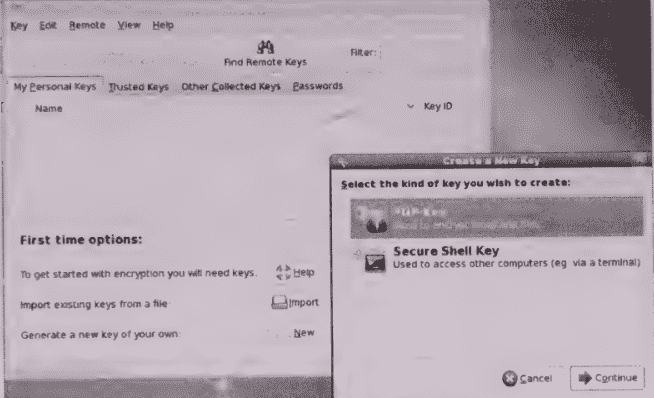 Key Edit Remote View Help
Find Remote Keys
Filter:
My Personal Keys Trusted Keys Other Collected Keys Passwords
Name
Key ID
Create a New Key
Select the kind of key you wish to create:
Key
First time options:
Secure Shell Key
Used to access other computers (eg via a terminal)
To get started with encryption you will need keys.
Help
Import existing keys from a file
Import
Generate a new key of your own:
New
Cancel
Continue